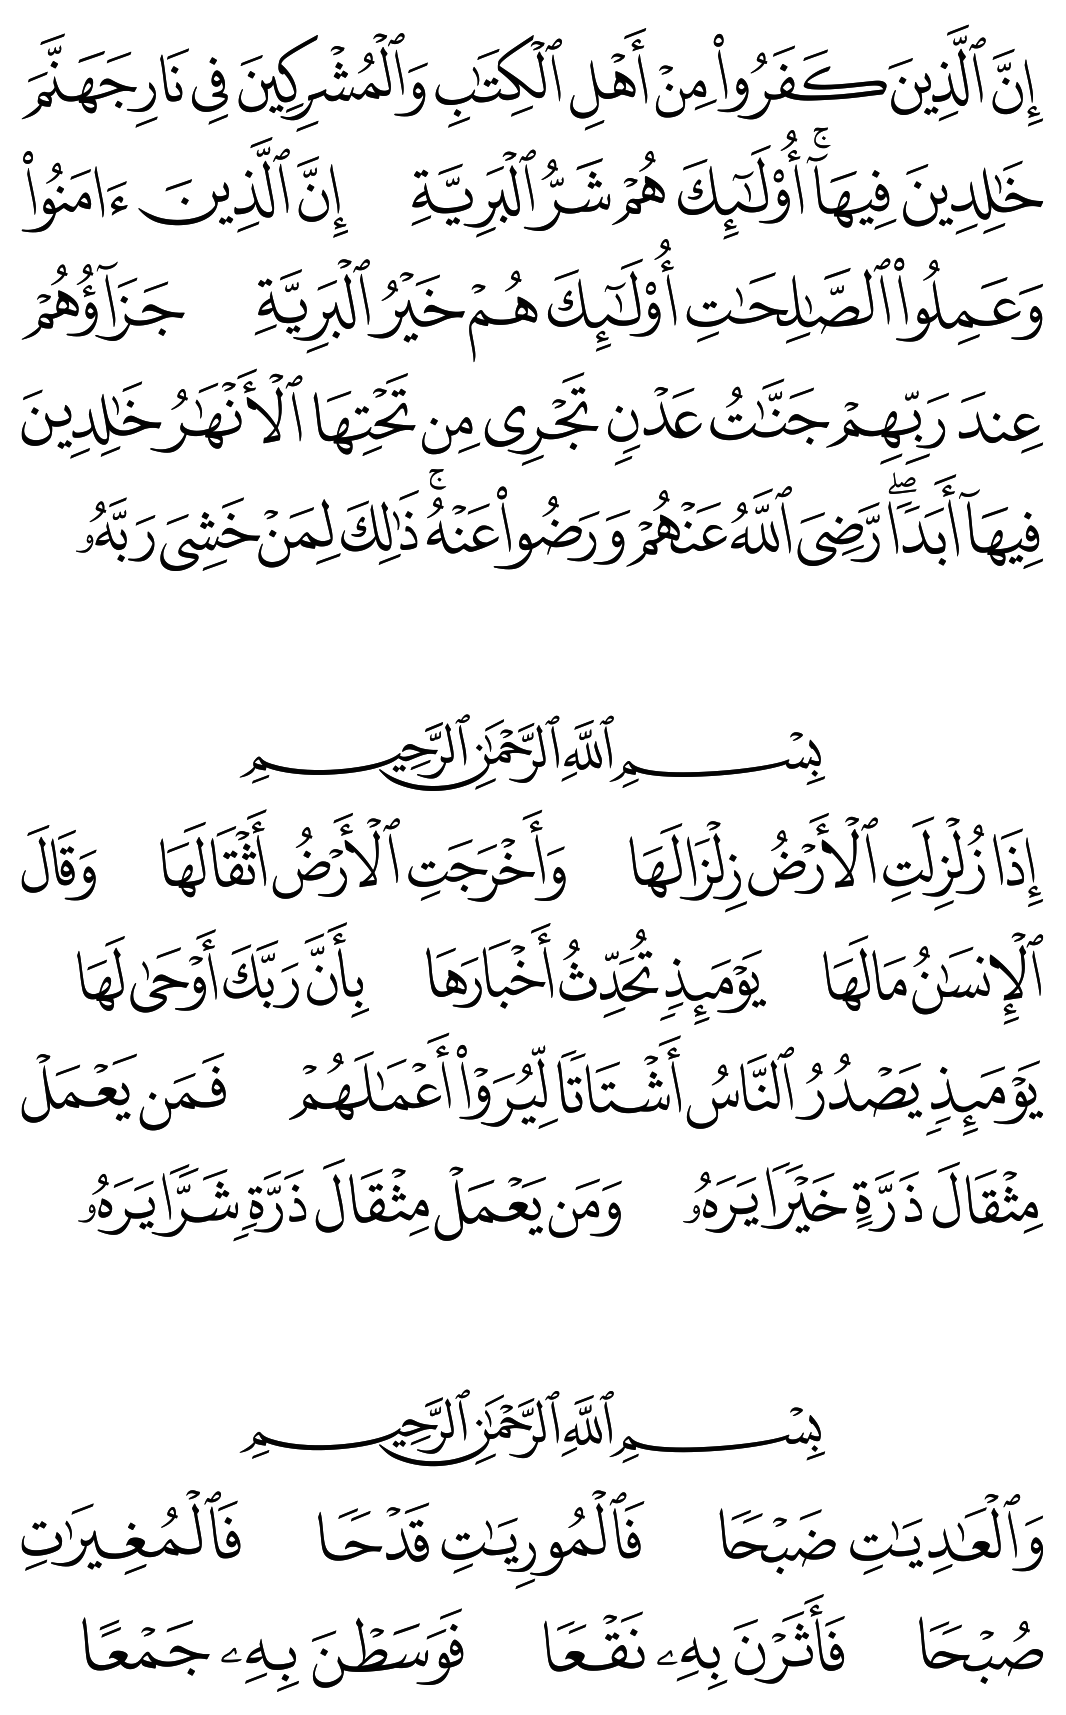 إِنَّ ٱلَّذِينَ كَفَرُوا۟ مِنْ أَهْلِ ٱلْكِتَـٰبِ وَٱلْمُشْرِكِينَ فِى نَارِ جَهَنَّمَ
خَـٰلِدِينَ فِيهَآ ۚ أُو۟لَـٰٓئِكَ هُمْ شَرُّ ٱلْبَرِيَّةِ إِنَّ ٱلَّذِينَ ءَامَنُوا۟
وَعَمِلُوا۟ ٱلصَّـٰلِحَـٰتِ أُو۟لَـٰٓئِكَ هُمْ خَيْرُ ٱلْبَرِيَّةِ جَزَآؤُهُمْ
عِندَ رَبِّهِمْ جَنَّـٰتُ عَدْنٍ تَجْرِى مِن تَحْتِهَا ٱلْأَنْهَـٰرُ خَـٰلِدِينَ
فِيهَآ أَبَدًا ۖ رَّضِىَ ٱللَّهُ عَنْهُمْ وَرَضُوا۟ عَنْهُ ۚ ذَٰلِكَ لِمَنْ خَشِىَ رَبَّهُۥ
بِسْمِ ٱللَّهِ ٱلرَّحْمَـٰنِ ٱلرَّحِيمِ
إِذَا زُلْزِلَتِ ٱلْأَرْضُ زِلْزَالَهَا وَأَخْرَجَتِ ٱلْأَرْضُ أَثْقَالَهَا وَقَالَ
ٱلْإِنسَـٰنُ مَا لَهَا يَوْمَئِذٍ تُحَدِّثُ أَخْبَارَهَا بِأَنَّ رَبَّكَ أَوْحَىٰ لَهَا
يَوْمَئِذٍ يَصْدُرُ ٱلنَّاسُ أَشْتَاتًا لِّيُرَوْا۟ أَعْمَـٰلَهُمْ فَمَن يَعْمَلْ
مِثْقَالَ ذَرَّةٍ خَيْرًا يَرَهُۥ وَمَن يَعْمَلْ مِثْقَالَ ذَرَّةٍ شَرًّا يَرَهُۥ
بِسْمِ ٱللَّهِ ٱلرَّحْمَـٰنِ ٱلرَّحِيمِ
وَٱلْعَـٰدِيَـٰتِ ضَبْحًا فَٱلْمُورِيَـٰتِ قَدْحًا فَٱلْمُغِيرَٰتِ
صُبْحًا فَأَثَرْنَ بِهِۦ نَقْعًا فَوَسَطْنَ بِهِۦ جَمْعًا